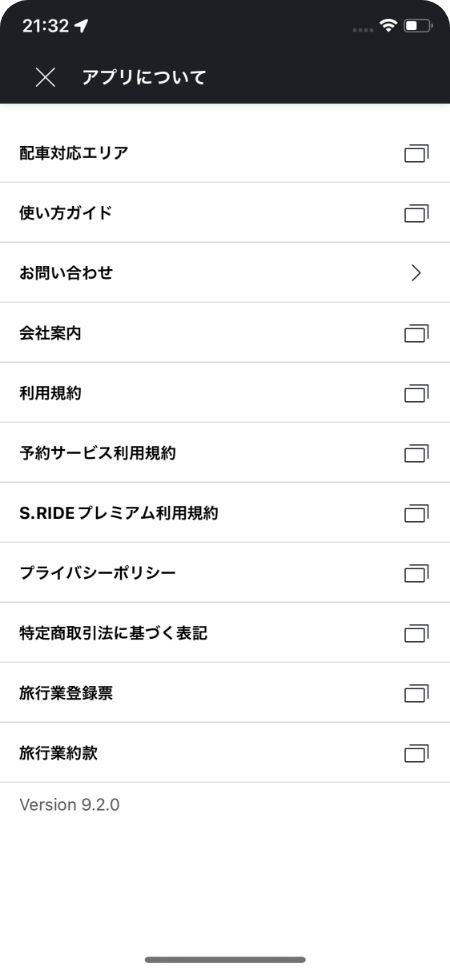 21:32
アプリについて
配車対応エリア
使い方ガイド
お問い合わせ
会社案内
利用規約
予約サービス利用規約
S.RIDEプレミアム利用規約
プライバシーポリシー
特定商取引法に基づく表記
旅行業登録票
旅行業約款
Version 9.2.0